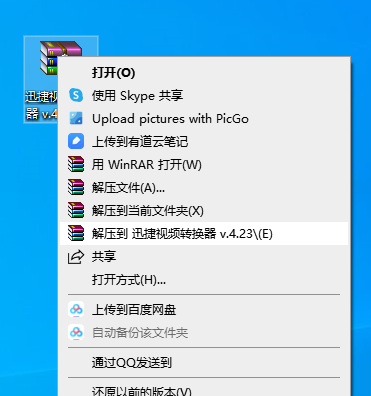 迅捷视
器 v.4
打开(O)
使用 Skype 共享
Upload pictures with PicGo
上传到有道云笔记
用 WinRAR 打开(W)
解压文件(A)...
解压到当前文件夹(X)
解压到 迅捷视频转换器 v.4.23\(E)
共享
打开方式(H)...
上传到百度网盘
自动备份该文件夹
通过QQ发送到
还原以前的版本(V)